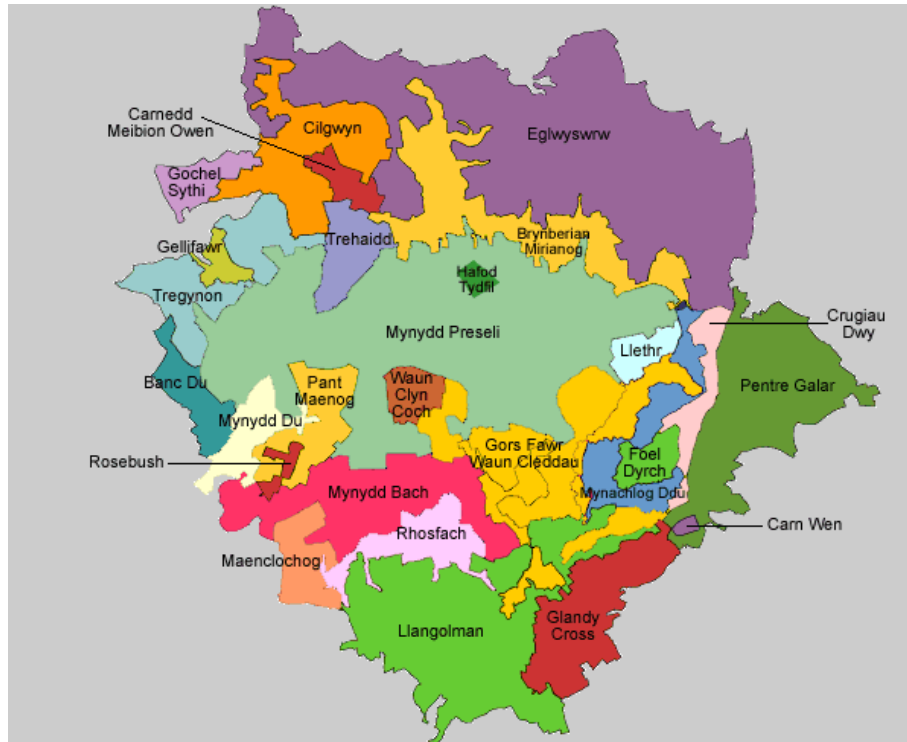 Carnedd
Meibion Owen
Cilgwyn
Eglwyswrw
Gochel
Sythi
Gellifawr
Trehaidd
Brynberian
Mirianog
Hafod
Tydfil
Tregynon
Mynydd Preseli
Crugiau
Dwy
Llethr
Banc Du
Pant
Maenog
Waun
Clyn
Coch
Pentre Galar
Mynydd Du
Gors Fawr
Waun Cleddau
Foel
Dyrch
Rosebush
Mynydd Bach
Mynachlog Ddu
Rhosfach
Carn Wen
Maenclochog
Glandy
Cross
Llangolman